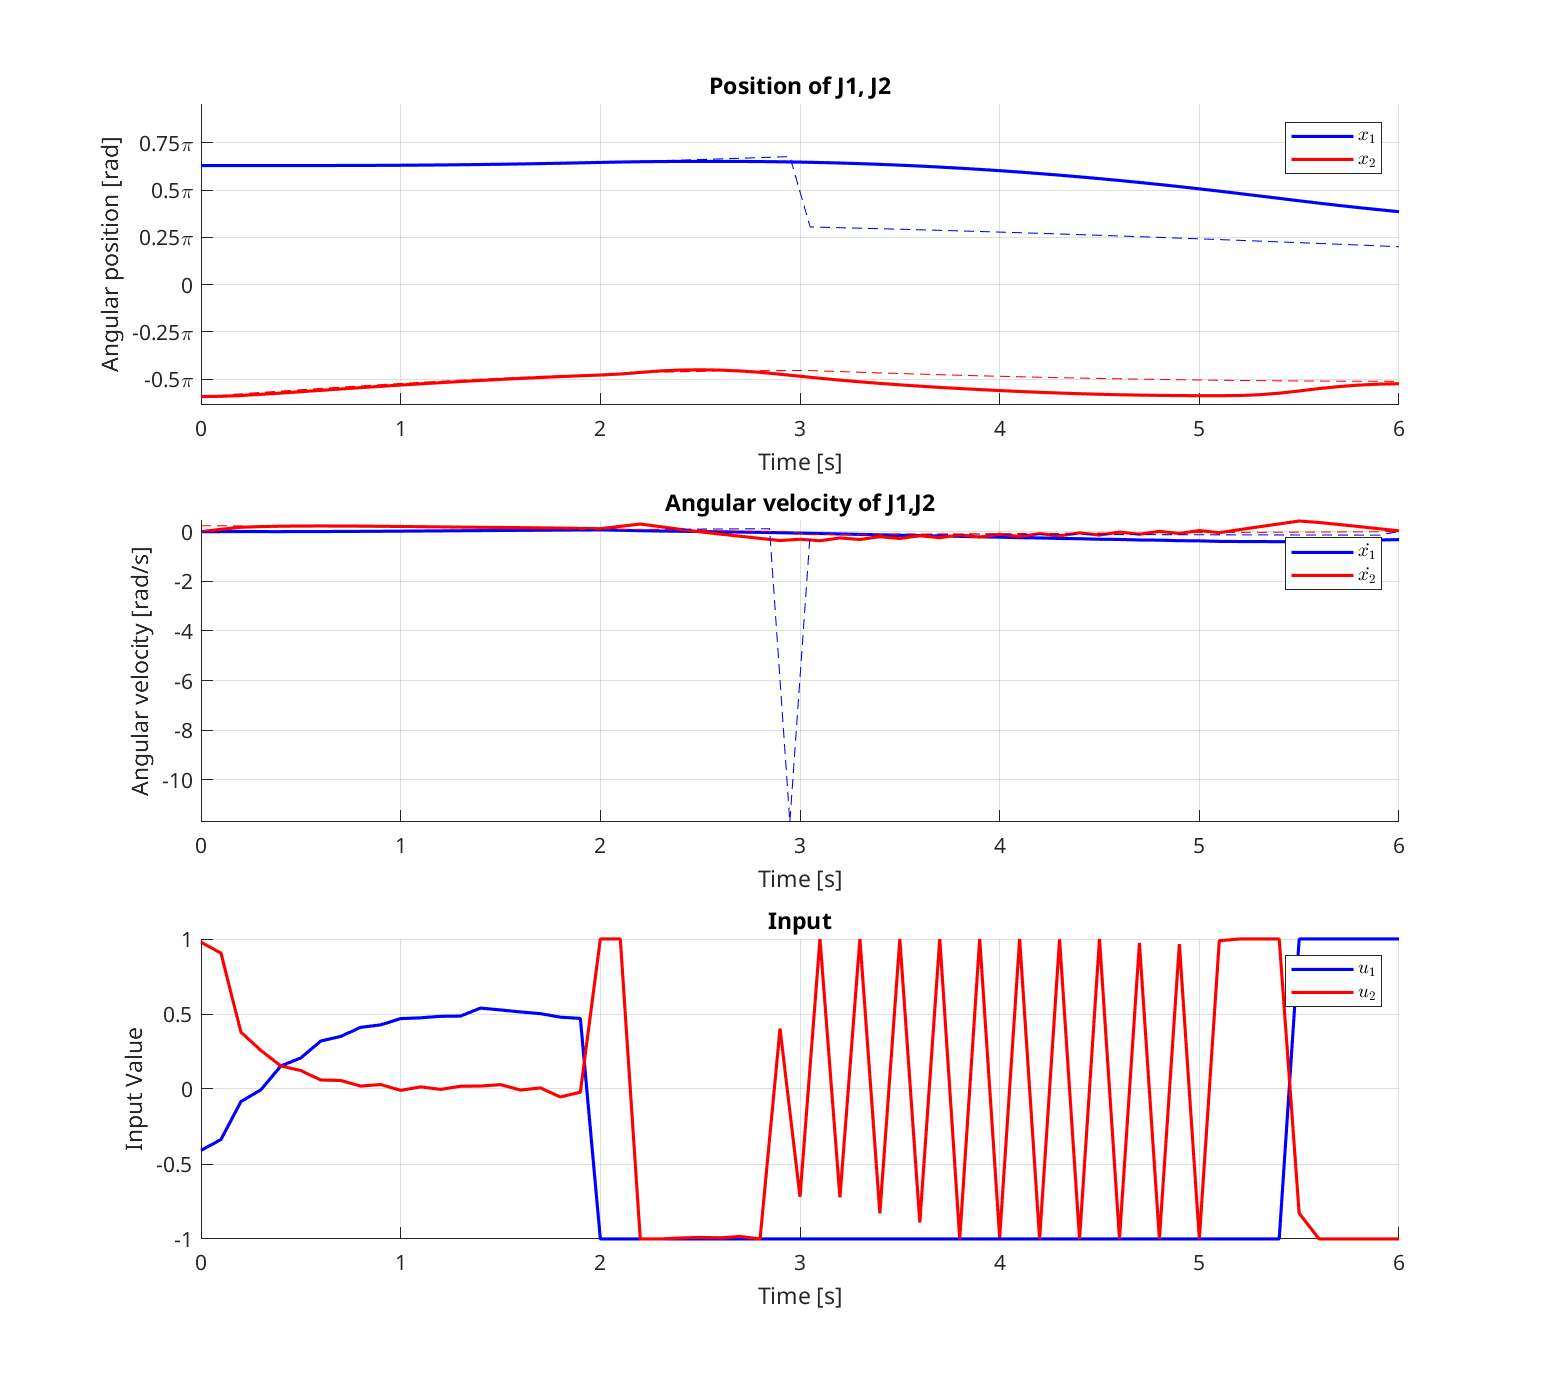 Position of J1, J2
Angular position [rad]
0.75π
0.5π
0.25π
0
-0.25π
-0.5π
x₁
x₂
0 1 2 3 4 5 6
Time [s]
Angular velocity of J1,J2
Angular velocity [rad/s]
0
-2
-4
-6
-8
-10
ẋ₁
ẋ₂
0 1 2 3 4 5 6
Time [s]
Input
Input Value
1
0.5
0
-0.5
-1
u₁
u₂
0 1 2 3 4 5 6
Time [s]